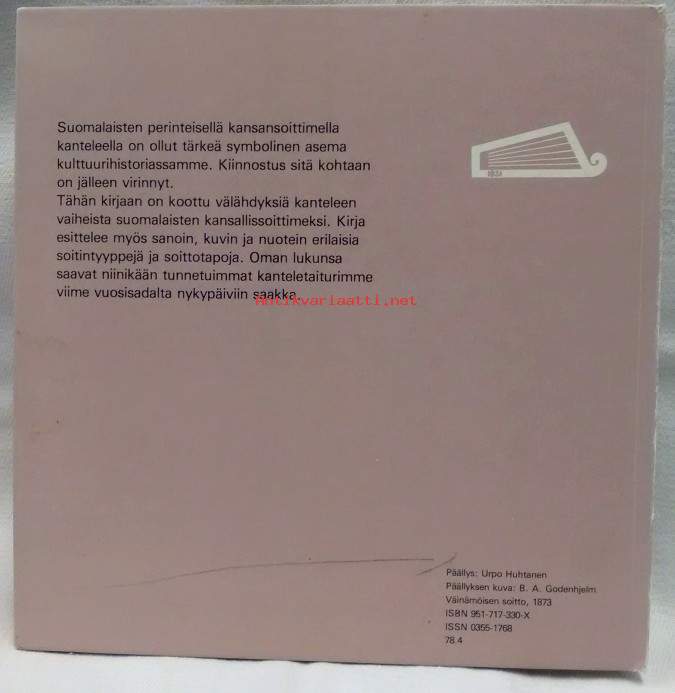 Suomalaisten perinteisellä kansansoittimella
kanteleella on ollut tärkeä symbolinen asema
kulttuurihistoriassamme. Kiinnostus sitä kohtaan
on jälleen virinnyt.
Tähän kirjaan on koottu välähdyksiä kanteleen
vaiheista suomalaisten kansallissoittimeksi. Kirja
esittelee myös sanoin, kuvin ja nuotein erilaisia
soitintyyppejä ja soittotapoja. Oman lukunsa
saavat niinikään tunnetuimmat kanteletaiturimme
viime vuosisadalta nykypäiviin saakka.
Antikvariaatti.net
Päällys: Urpo Huhtanen
Päällyksen kuva: B. A. Godenhjelm
Väinämöisen soitto, 1873
ISBN 951-717-330-X
ISSN 0355-1768
78.4